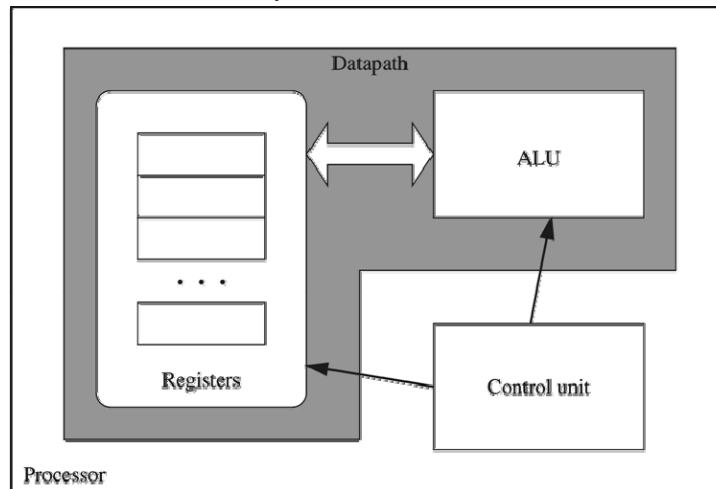 Datapath
ALU
. . .
Registers
Control unit
Processor